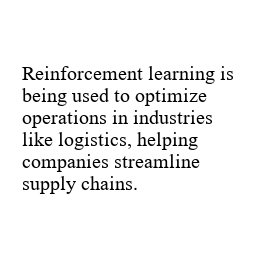 Reinforcement learning is
being used to optimize
operations in industries
like logistics, helping
companies streamline
supply chains.